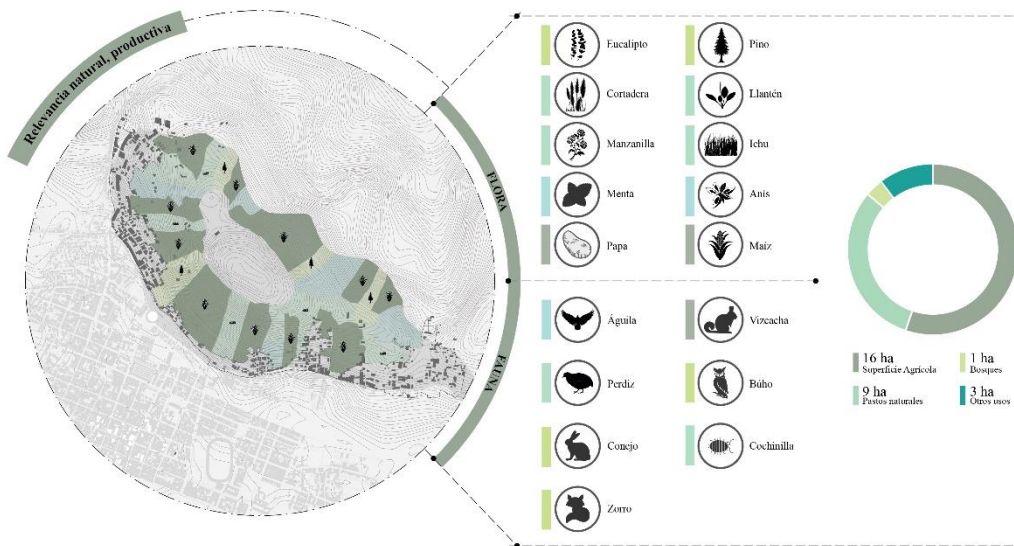 Relevancia natural, productiva
FLORA
FAUNA
Eucalipto
Pino
Cortadera
Llantén
Manzanilla
Ichu
Menta
Anís
Papa
Maíz
Águila
Vizcacha
Perdiz
Búho
Conejo
Cochinilla
Zorro
16 ha
Superficie Agrícola
1 ha
Bosques
9 ha
Pastos naturales
3 ha
Otros usos